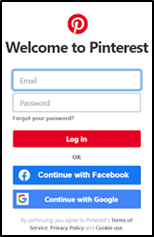 Welcome to Pinterest
Email
Password
Forgot your password?
Log in
OR
Continue with Facebook
Continue with Google
By continuing, you agree to Pinterest's Terms of
Service, Privacy Policy and Cookie use.